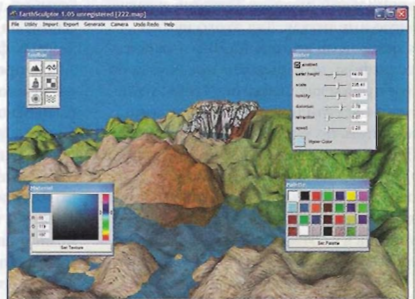 EarthSculptor 1.05 unregistered [222.map]
File Utility Import Export Generate Camera Undo Redo Help
Toolbar
Water
enabled
water height
scale
opacity
distortion
refraction
speed
Water Color
Material
R
G
B
Set Texture
Palette
Set Palette